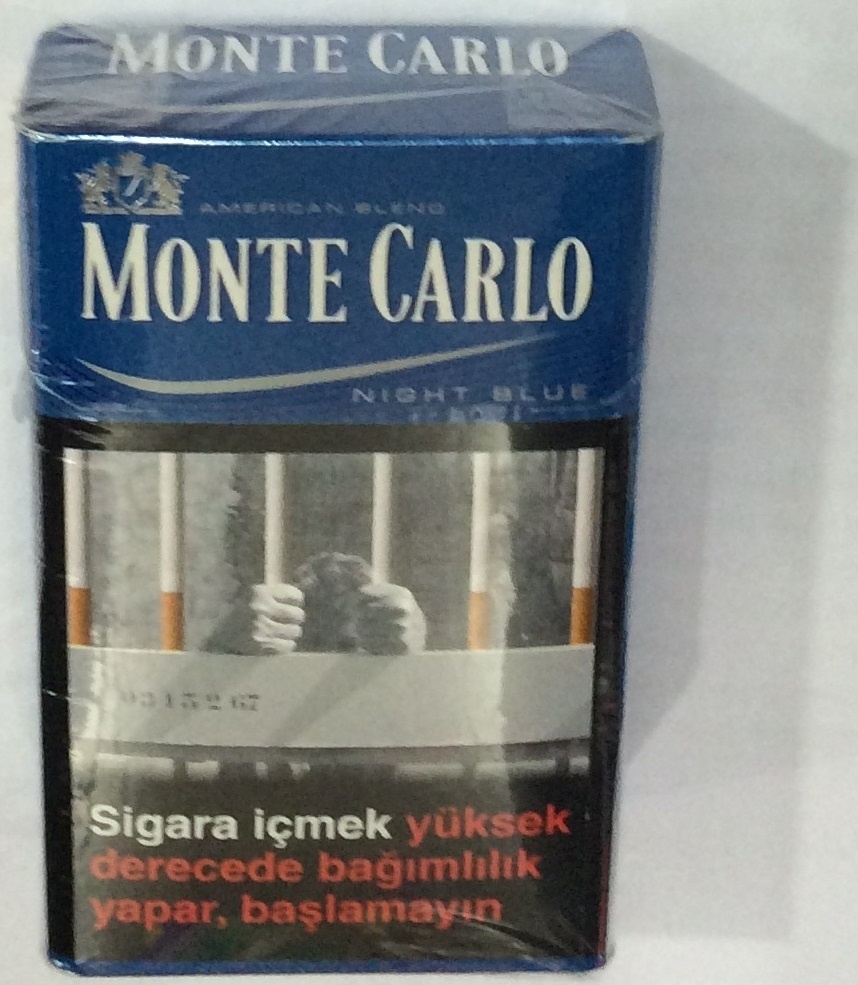 MONTE CARLO
AMERICAN BLEND
MONTE CARLO
NIGHT BLUE
Sigara içmek yüksek
derecede bağımlılık
yapar, başlamayın